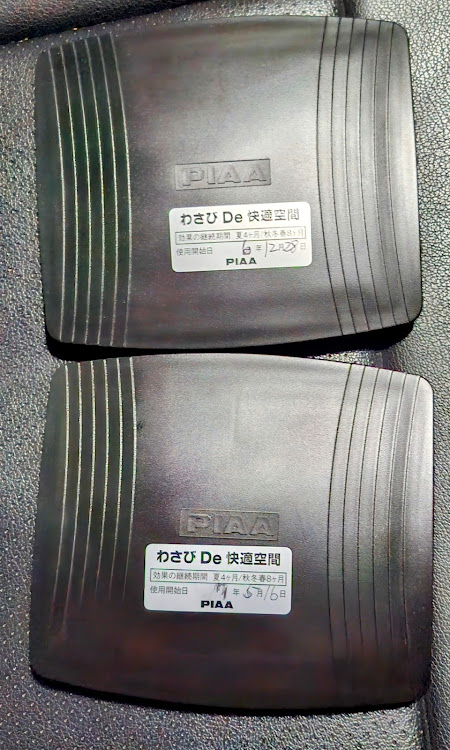 PIAA
わさび De 快適空間
効果の継続期間 夏4ヶ月/秋冬春8ヶ月
使用開始日 6年12月28日
PIAA
PIAA
わさび De 快適空間
効果の継続期間 夏4ヶ月/秋冬春8ヶ月
使用開始日 年5月16日
PIAA